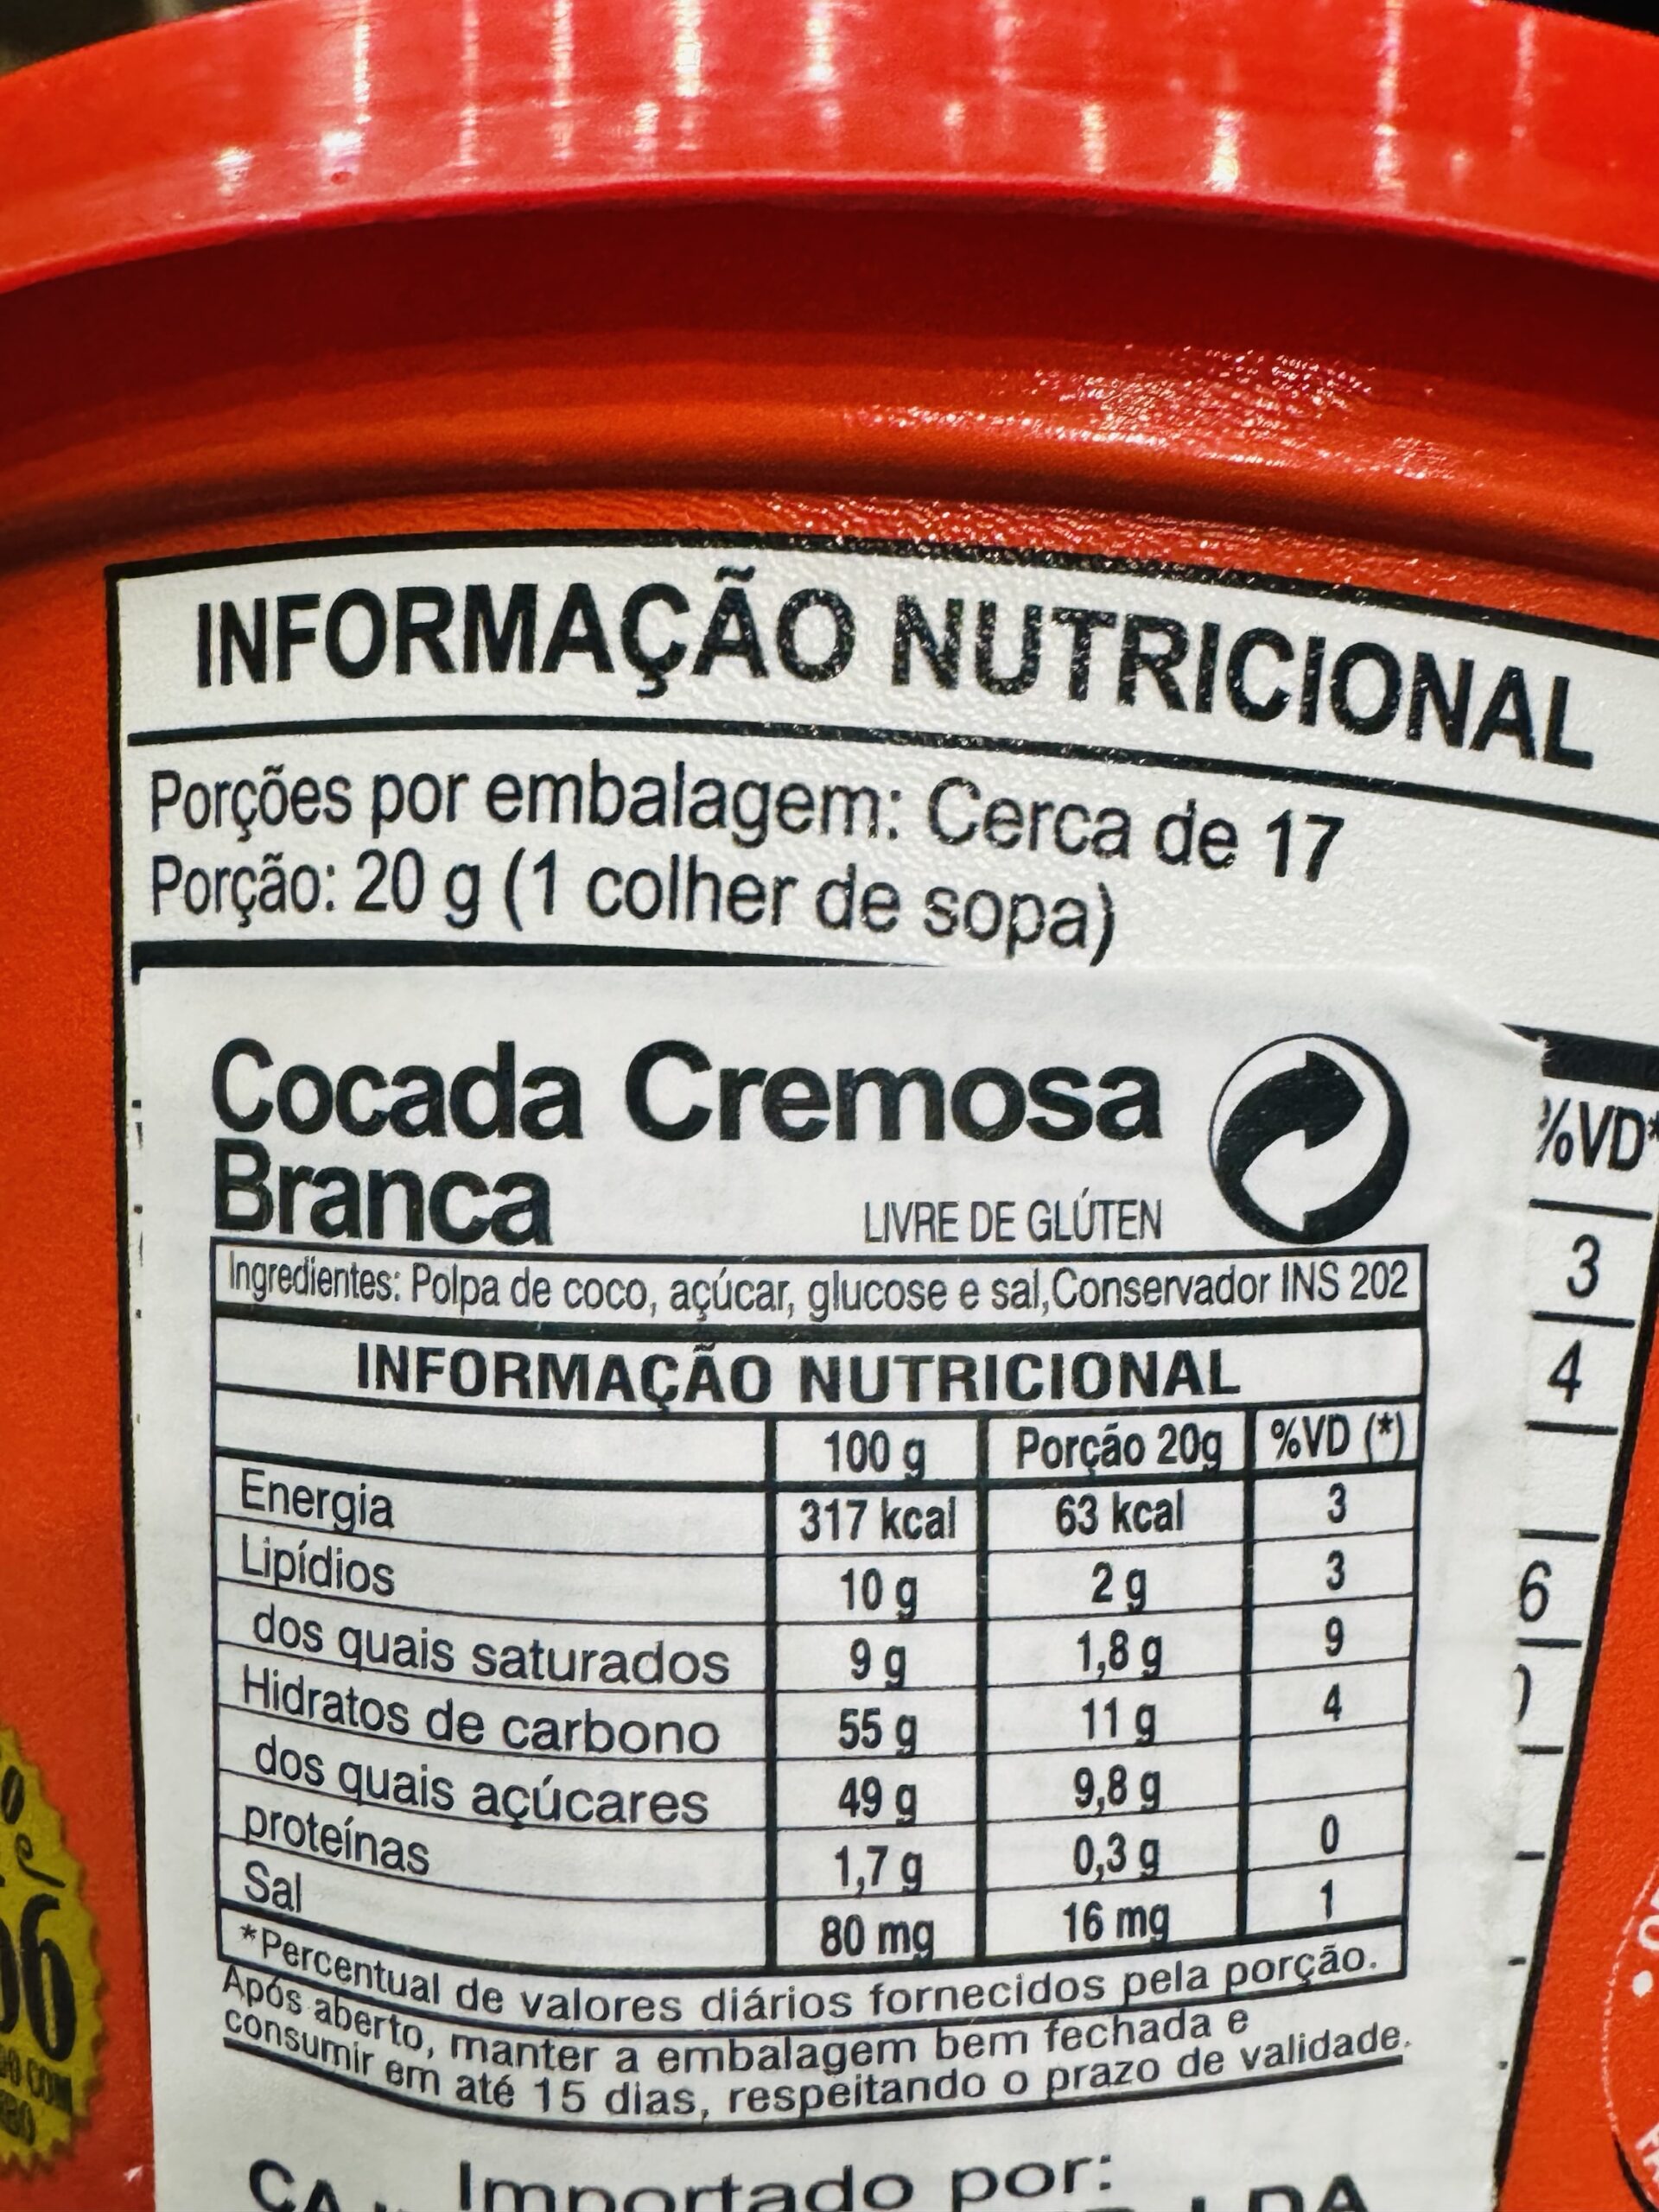 INFORMAÇÃO NUTRICIONAL
Porções por embalagem: Cerca de 17
Porção: 20 g (1 colher de sopa)
%VD*
3
4
6
Cocada Cremosa
Branca
LIVRE DE GLÚTEN
Ingredientes: Polpa de coco, açúcar, glucose e sal,Conservador INS 202
INFORMAÇÃO NUTRICIONAL
100 g Porção 20g %VD (*)
Energia 317 kcal 63 kcal 3
Lipídios 10 g 2 g 3
dos quais saturados 9 g 1,8 g 9
Hidratos de carbono 55 g 11 g 4
dos quais açúcares 49 g 9,8 g
proteínas 1,7 g 0,3 g 0
Sal 80 mg 16 mg 1
*Percentual de valores diários fornecidos pela porção.
Após aberto, manter a embalagem bem fechada e
consumir em até 15 dias, respeitando o prazo de validade.
Importado por: